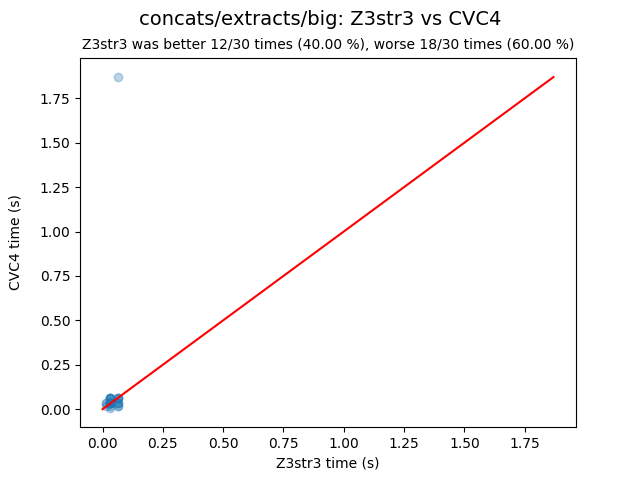 concats/extracts/big: Z3str3 vs CVC4
Z3str3 was better 12/30 times (40.00 %), worse 18/30 times (60.00 %)
CVC4 time (s)
1.75
1.50
1.25
1.00
0.75
0.50
0.25
0.00
0.00 0.25 0.50 0.75 1.00 1.25 1.50 1.75
Z3str3 time (s)